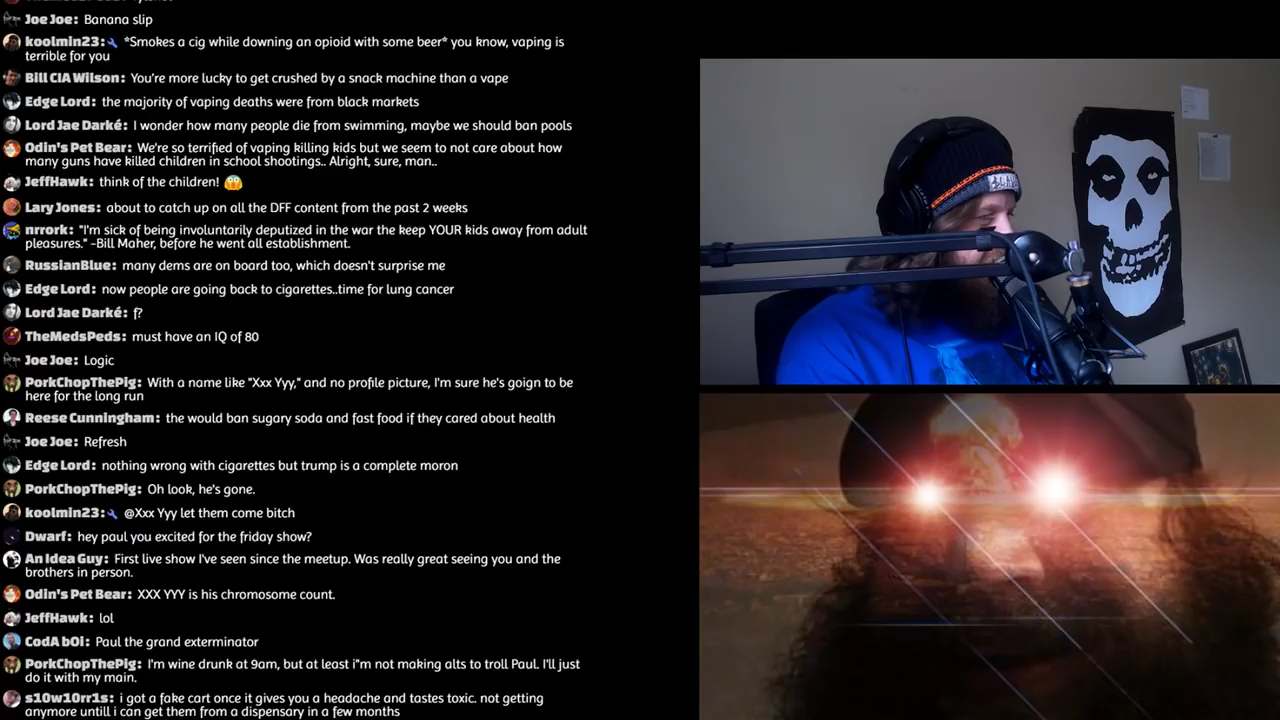 Joe Joe: Banana slip
koolmin23: *Smokes a cig while downing an opioid with some beer* you know, vaping is
terrible for you
Bill CIA Wilson: You're more lucky to get crushed by a snack machine than a vape
Edge Lord: the majority of vaping deaths were from black markets
Lord Jae Darké: I wonder how many people die from swimming, maybe we should ban pools
Odin's Pet Bear: We're so terrified of vaping killing kids but we seem to not care about how
many guns have killed children in school shootings.. Alright, sure, man..
JeffHawk: think of the children! 😱
Lary Jones: about to catch up on all the DFF content from the past 2 weeks
nrrork: "I'm sick of being involuntarily deputized in the war the keep YOUR kids away from adult
pleasures." -Bill Maher, before he went all establishment.
RussianBlue: many dems are on board too, which doesn't surprise me
Edge Lord: now people are going back to cigarettes..time for lung cancer
Lord Jae Darké: f?
TheMedsPeds: must have an IQ of 80
Joe Joe: Logic
PorkChopThePig: With a name like "Xxx Yyy," and no profile picture, I'm sure he's goign to be
here for the long run
Reese Cunningham: the would ban sugary soda and fast food if they cared about health
Joe Joe: Refresh
Edge Lord: nothing wrong with cigarettes but trump is a complete moron
PorkChopThePig: Oh look, he's gone.
koolmin23: @Xxx Yyy let them come bitch
Dwarf: hey paul you excited for the friday show?
An Idea Guy: First live show I've seen since the meetup. Was really great seeing you and the
brothers in person.
Odin's Pet Bear: XXX YYY is his chromosome count.
JeffHawk: lol
CodA bOi: Paul the grand exterminator
PorkChopThePig: I'm wine drunk at 9am, but at least i"m not making alts to troll Paul. I'll just
do it with my main.
s10w10rr1s: i got a fake cart once it gives you a headache and tastes toxic. not getting
anymore untill i can get them from a dispensary in a few months